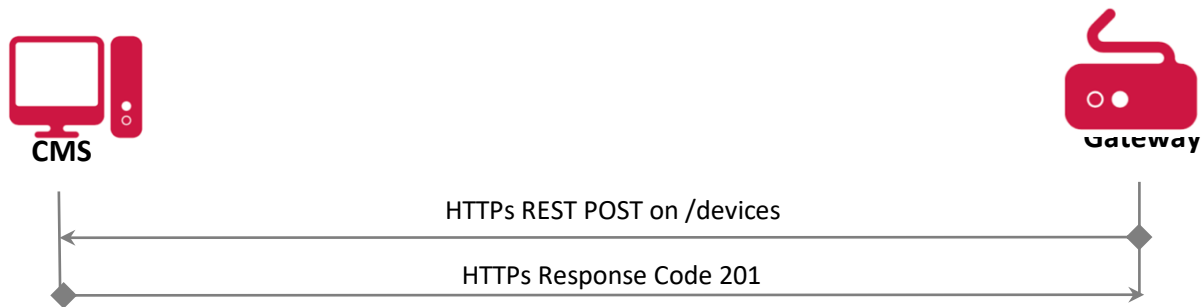 CMS
Gateway
HTTPs REST POST on /devices
HTTPs Response Code 201